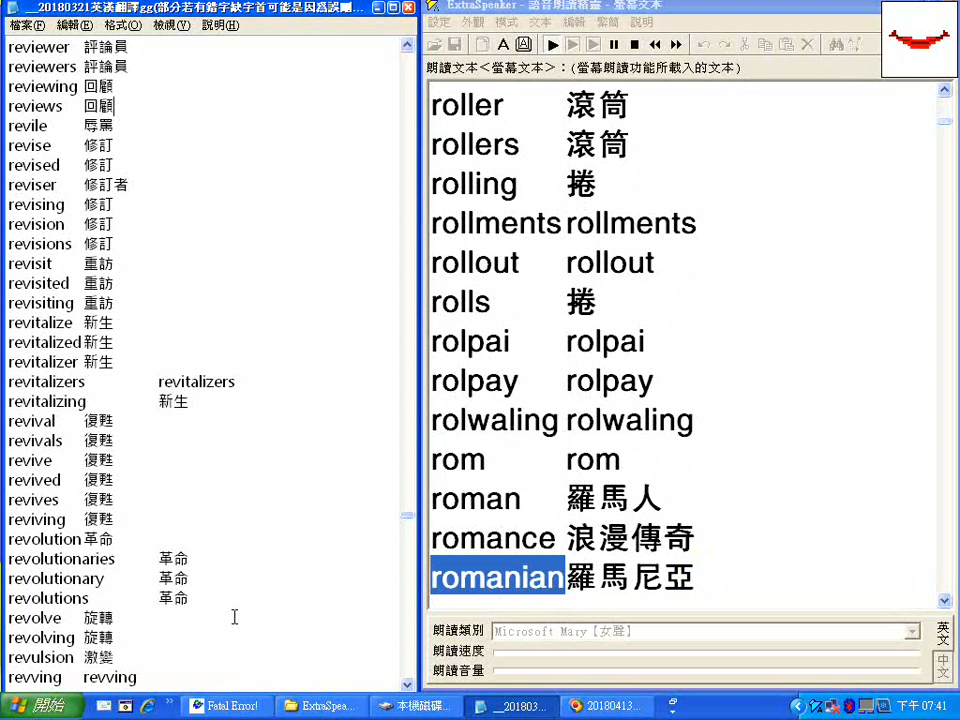 __20180321英漢翻譯gg(部分若有錯字缺字首可能是因爲誤刪...
檔案(F) 編輯(E) 格式(O) 檢視(V) 說明(H)
reviewer 評論員
reviewers 評論員
reviewing 回顧
reviews 回顧
revile 辱罵
revise 修訂
revised 修訂
reviser 修訂者
revising 修訂
revision 修訂
revisions 修訂
revisit 重訪
revisited 重訪
revisiting 重訪
revitalize 新生
revitalized 新生
revitalizer 新生
revitalizers revitalizers
revitalizing 新生
revival 復甦
revivals 復甦
revive 復甦
revived 復甦
revives 復甦
reviving 復甦
revolution 革命
revolutionaries 革命
revolutionary 革命
revolutions 革命
revolve 旋轉
revolving 旋轉
revulsion 激變
revving revving
ExtraSpeaker - 語音朗讀精靈 - 螢幕文本
設定 外觀 模式 文本 編輯 繁簡 說明
朗讀文本<螢幕文本>：(螢幕朗讀功能所載入的文本)
roller 滾筒
rollers 滾筒
rolling 捲
rollments rollments
rollout rollout
rolls 捲
rolpai rolpai
rolpay rolpay
rolwaling rolwaling
rom rom
roman 羅馬人
romance 浪漫傳奇
romanian 羅馬尼亞
朗讀類別 Microsoft Mary【女聲】
朗讀速度
朗讀音量
英文
中文
開始 Fatal Error! ExtraSpea... 本機磁碟... __201803... 20180413... 下午 07:41